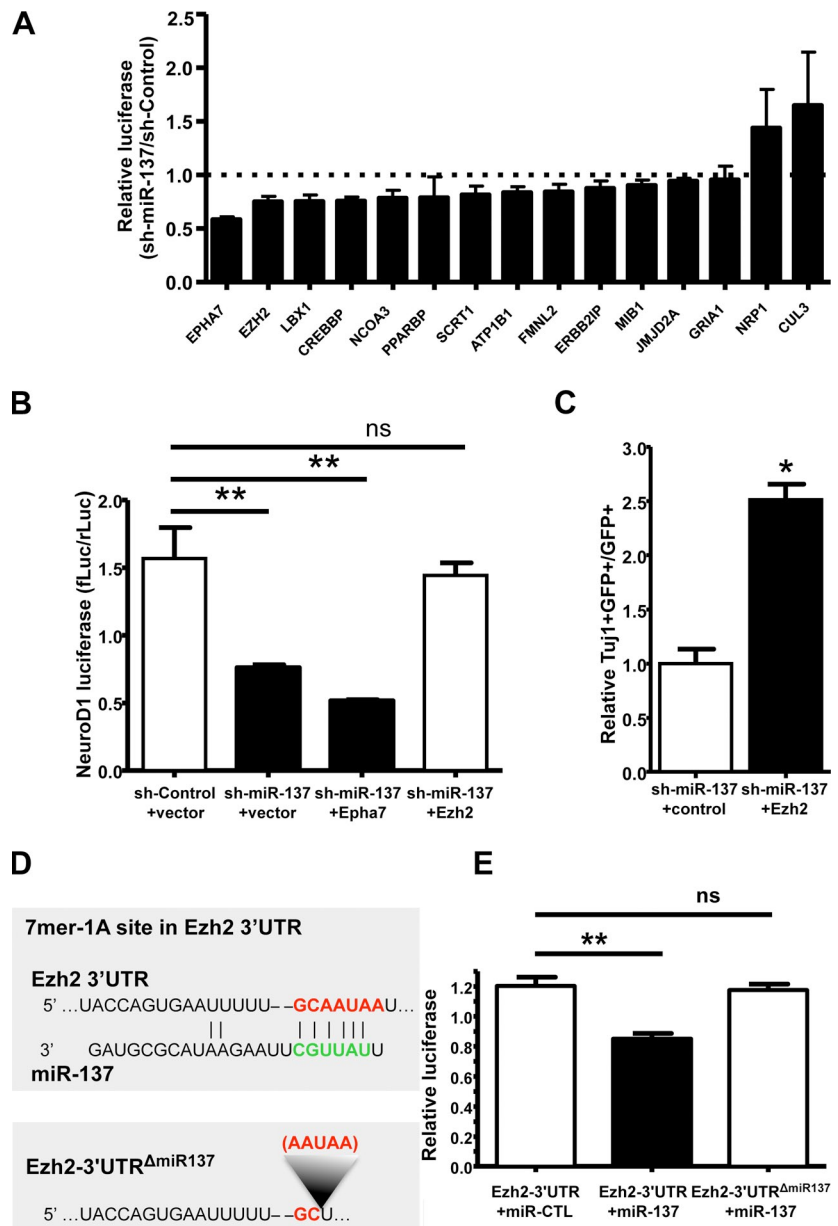 A
Relative luciferase
(sh-miR-137/sh-Control)
2.5
2.0
1.5
1.0
0.5
0.0
EPHA7
EZH2
LBX1
CREBBP
NCOA3
PPARBP
SCRT1
ATP1B1
FMNL2
ERBB2IP
MIB1
JMJD2A
GRIA1
NRP1
CUL3
B
NeuroD1 luciferase (fLuc/rLuc)
2.0
1.5
1.0
0.5
0.0
ns
**
**
sh-Control
+vector
sh-miR-137
+vector
sh-miR-137
+Epha7
sh-miR-137
+Ezh2
C
Relative Tuj1+GFP+/GFP+
3.0
2.5
2.0
1.5
1.0
0.5
0.0
*
sh-miR-137
+control
sh-miR-137
+Ezh2
D
7mer-1A site in Ezh2 3’UTR
Ezh2 3’UTR
5’ …UACCAGUGAAUUUUU– –GCAAUAAU…
3’ GAUGCGCAUAAGAAUUCGUUAUU
miR-137
Ezh2-3'UTRΔmiR137
(AAUAA)
5’ …UACCAGUGAAUUUUU– –GCU…
E
Relative luciferase
1.2
1.0
0.8
0.6
0.4
0.2
0.0
ns
**
Ezh2-3'UTR
+miR-CTL
Ezh2-3'UTR
+miR-137
Ezh2-3'UTRΔmiR137
+miR-137